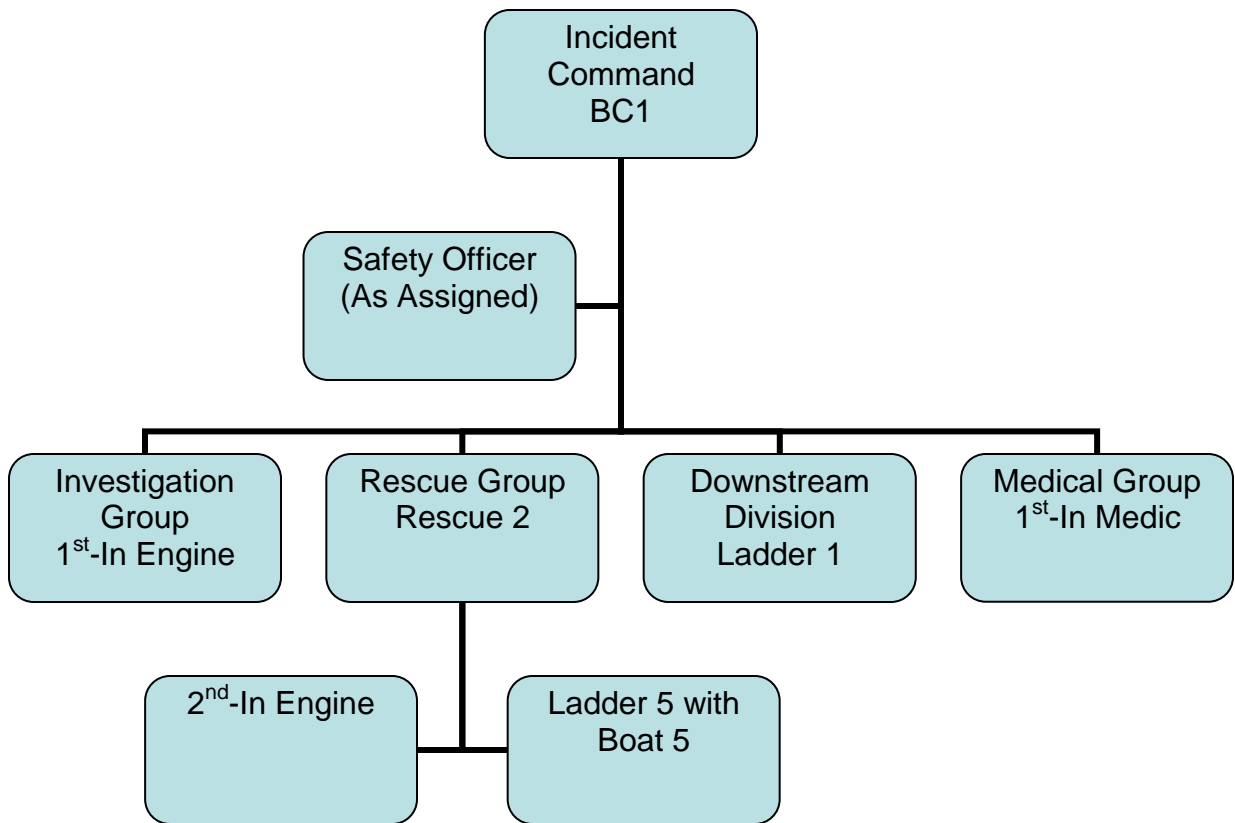 Incident
Command
BC1
Safety Officer
(As Assigned)
Investigation
Group
1st-In Engine
Rescue Group
Rescue 2
Downstream
Division
Ladder 1
Medical Group
1st-In Medic
2nd-In Engine
Ladder 5 with
Boat 5